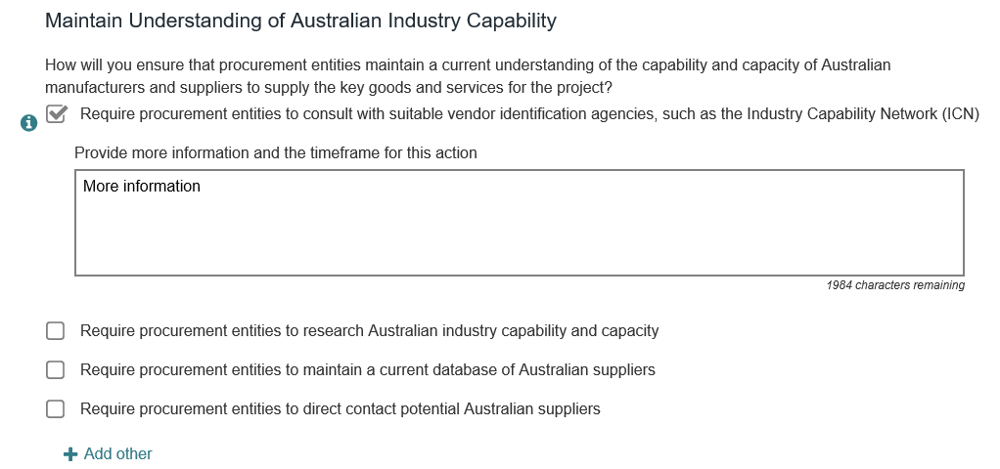 Maintain Understanding of Australian Industry Capability
How will you ensure that procurement entities maintain a current understanding of the capability and capacity of Australian
manufacturers and suppliers to supply the key goods and services for the project?
Require procurement entities to consult with suitable vendor identification agencies, such as the Industry Capability Network (ICN)
Provide more information and the timeframe for this action
More information
1984 characters remaining
Require procurement entities to research Australian industry capability and capacity
Require procurement entities to maintain a current database of Australian suppliers
Require procurement entities to direct contact potential Australian suppliers
Add other